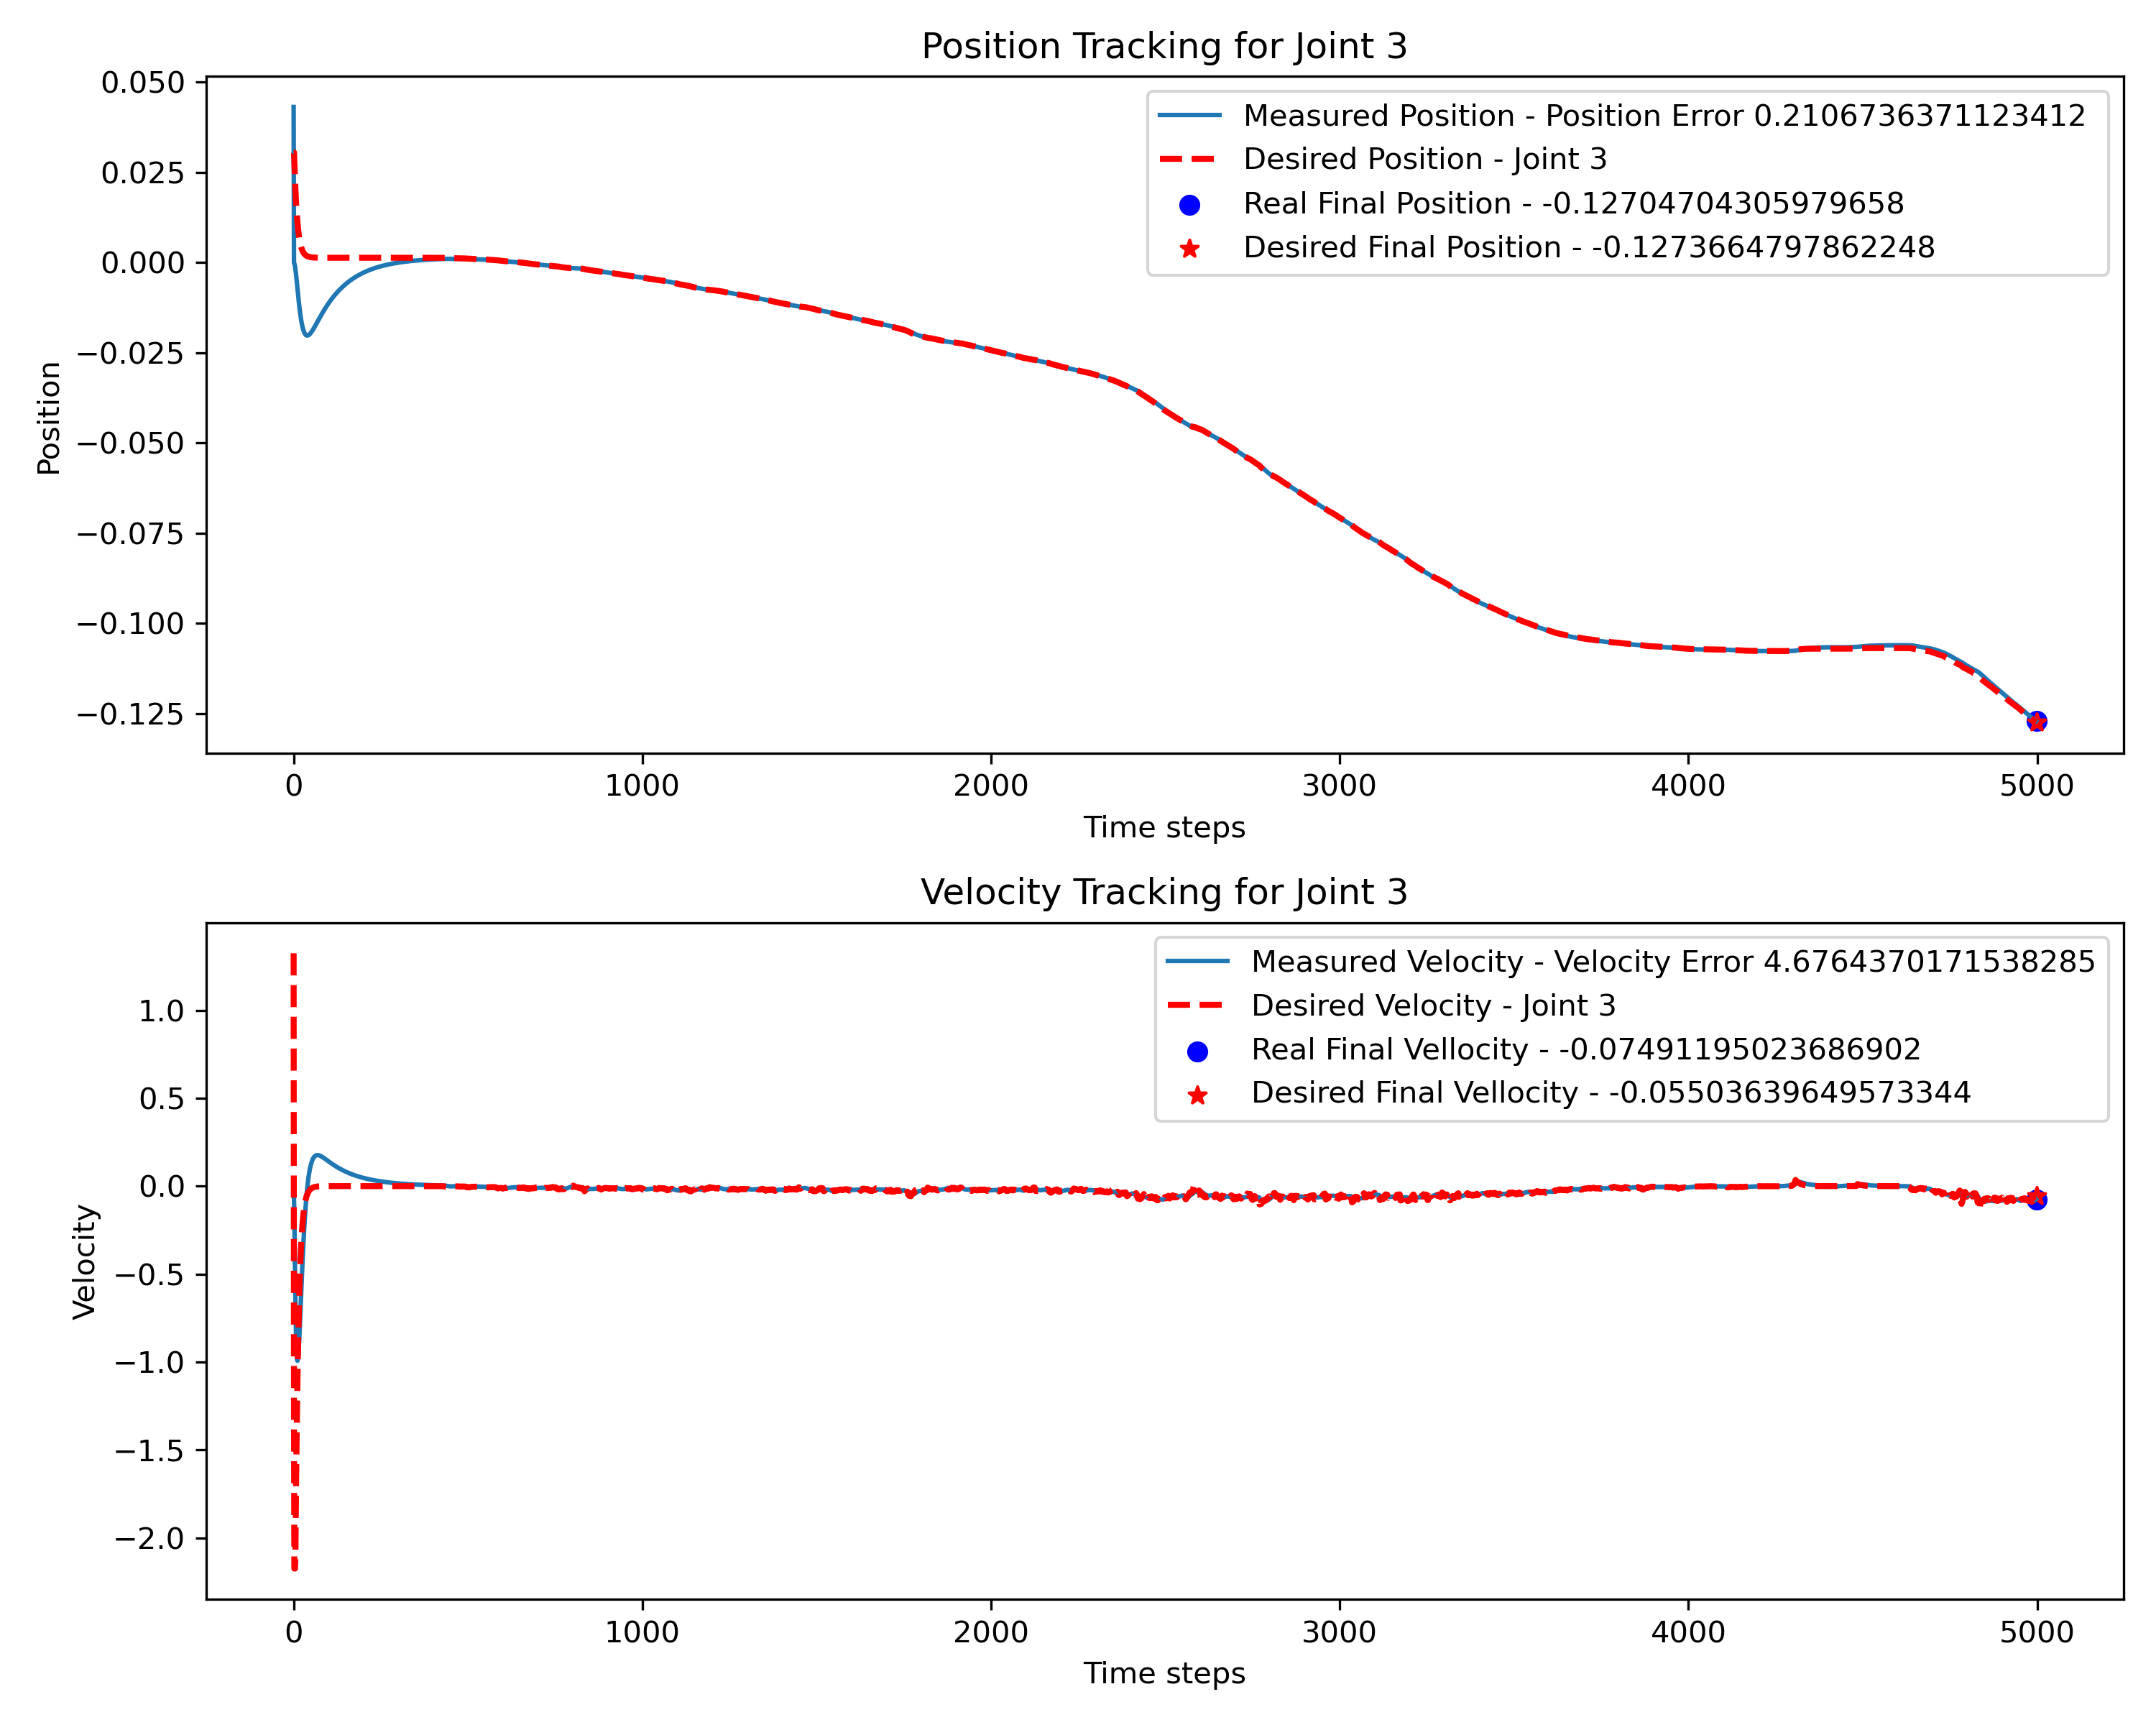 Position Tracking for Joint 3
0.050
0.025
0.000
−0.025
−0.050
−0.075
−0.100
−0.125
Position
Measured Position - Position Error 0.2106736371123412
Desired Position - Joint 3
Real Final Position - -0.12704704305979658
Desired Final Position - -0.1273664797862248
0 1000 2000 3000 4000 5000
Time steps
Velocity Tracking for Joint 3
1.0
0.5
0.0
−0.5
−1.0
−1.5
−2.0
Velocity
Measured Velocity - Velocity Error 4.6764370171538285
Desired Velocity - Joint 3
Real Final Vellocity - -0.07491195023686902
Desired Final Vellocity - -0.05503639649573344
0 1000 2000 3000 4000 5000
Time steps